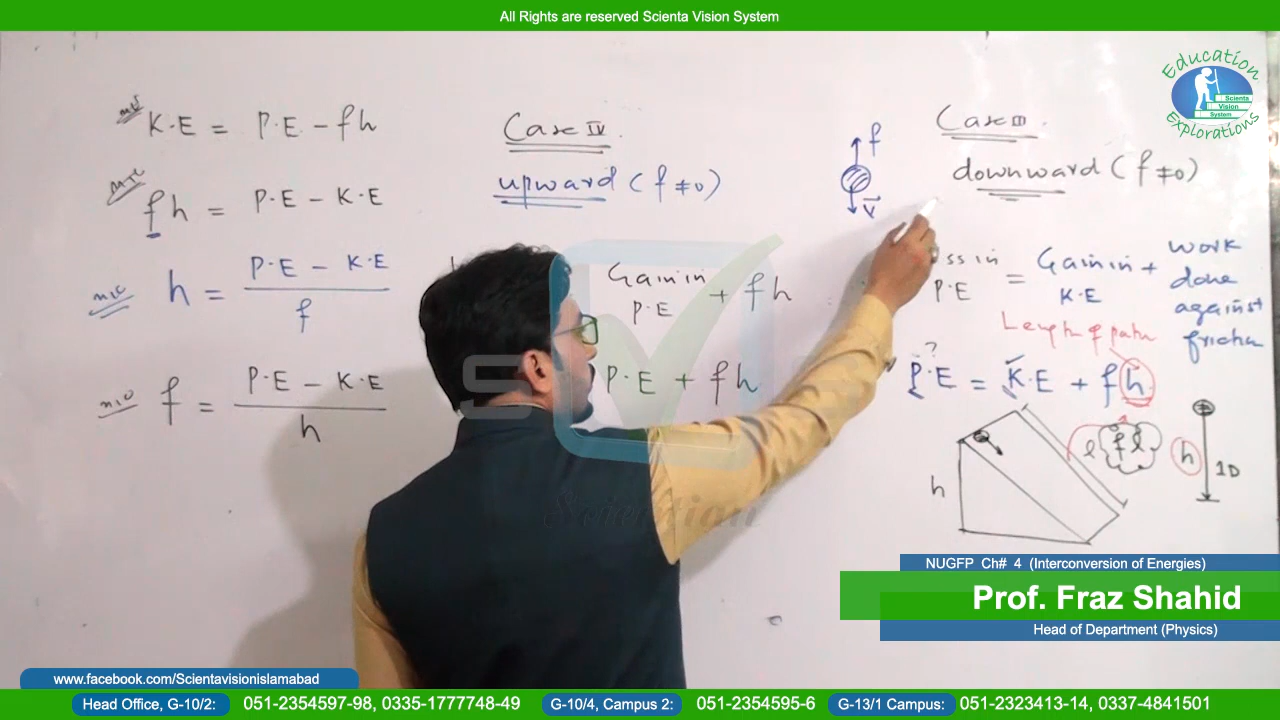 All Rights are reserved Scienta Vision System
Education
Scienta
Vision
System
Explorations
K.E = P.E - fh
fh = P.E - K.E
h = P.E - K.E / f
f = P.E - K.E / h
Case IV.
upward (f ≠ 0)
Gain in P.E + fh
P.E + fh
f
v
Case III.
downward (f ≠ 0)
ss in P.E = Gain in K.E + work done against friction
Length of path
?
P.E = K.E + fh
h
l
f l
h
1D
NUGFP Ch# 4 (Interconversion of Energies)
Prof. Fraz Shahid
Head of Department (Physics)
www.facebook.com/Scientavisionislamabad
Head Office, G-10/2: 051-2354597-98, 0335-1777748-49 G-10/4, Campus 2: 051-2354595-6 G-13/1 Campus: 051-2323413-14, 0337-4841501